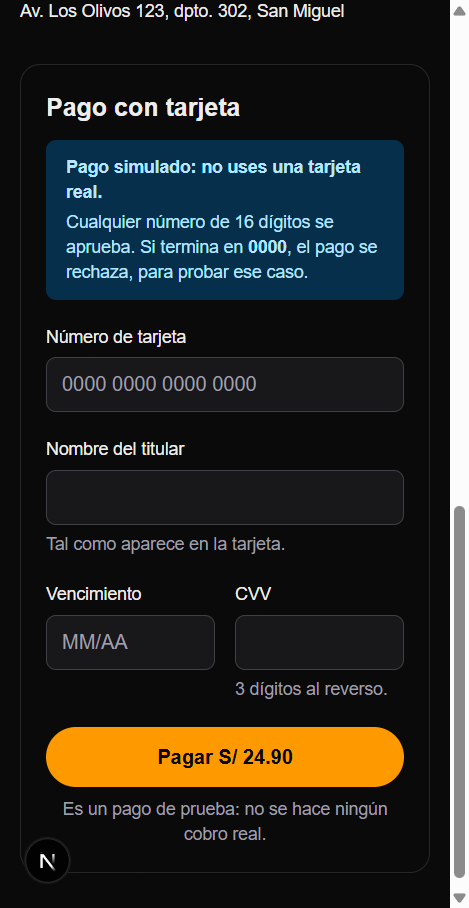 Av. Los Olivos 123, dpto. 302, San Miguel
Pago con tarjeta
Pago simulado: no uses una tarjeta
real.
Cualquier número de 16 dígitos se
aprueba. Si termina en 0000, el pago se
rechaza, para probar ese caso.
Número de tarjeta
0000 0000 0000 0000
Nombre del titular
Tal como aparece en la tarjeta.
Vencimiento
CVV
MM/AA
3 dígitos al reverso.
Pagar S/ 24.90
Es un pago de prueba: no se hace ningún
cobro real.
N